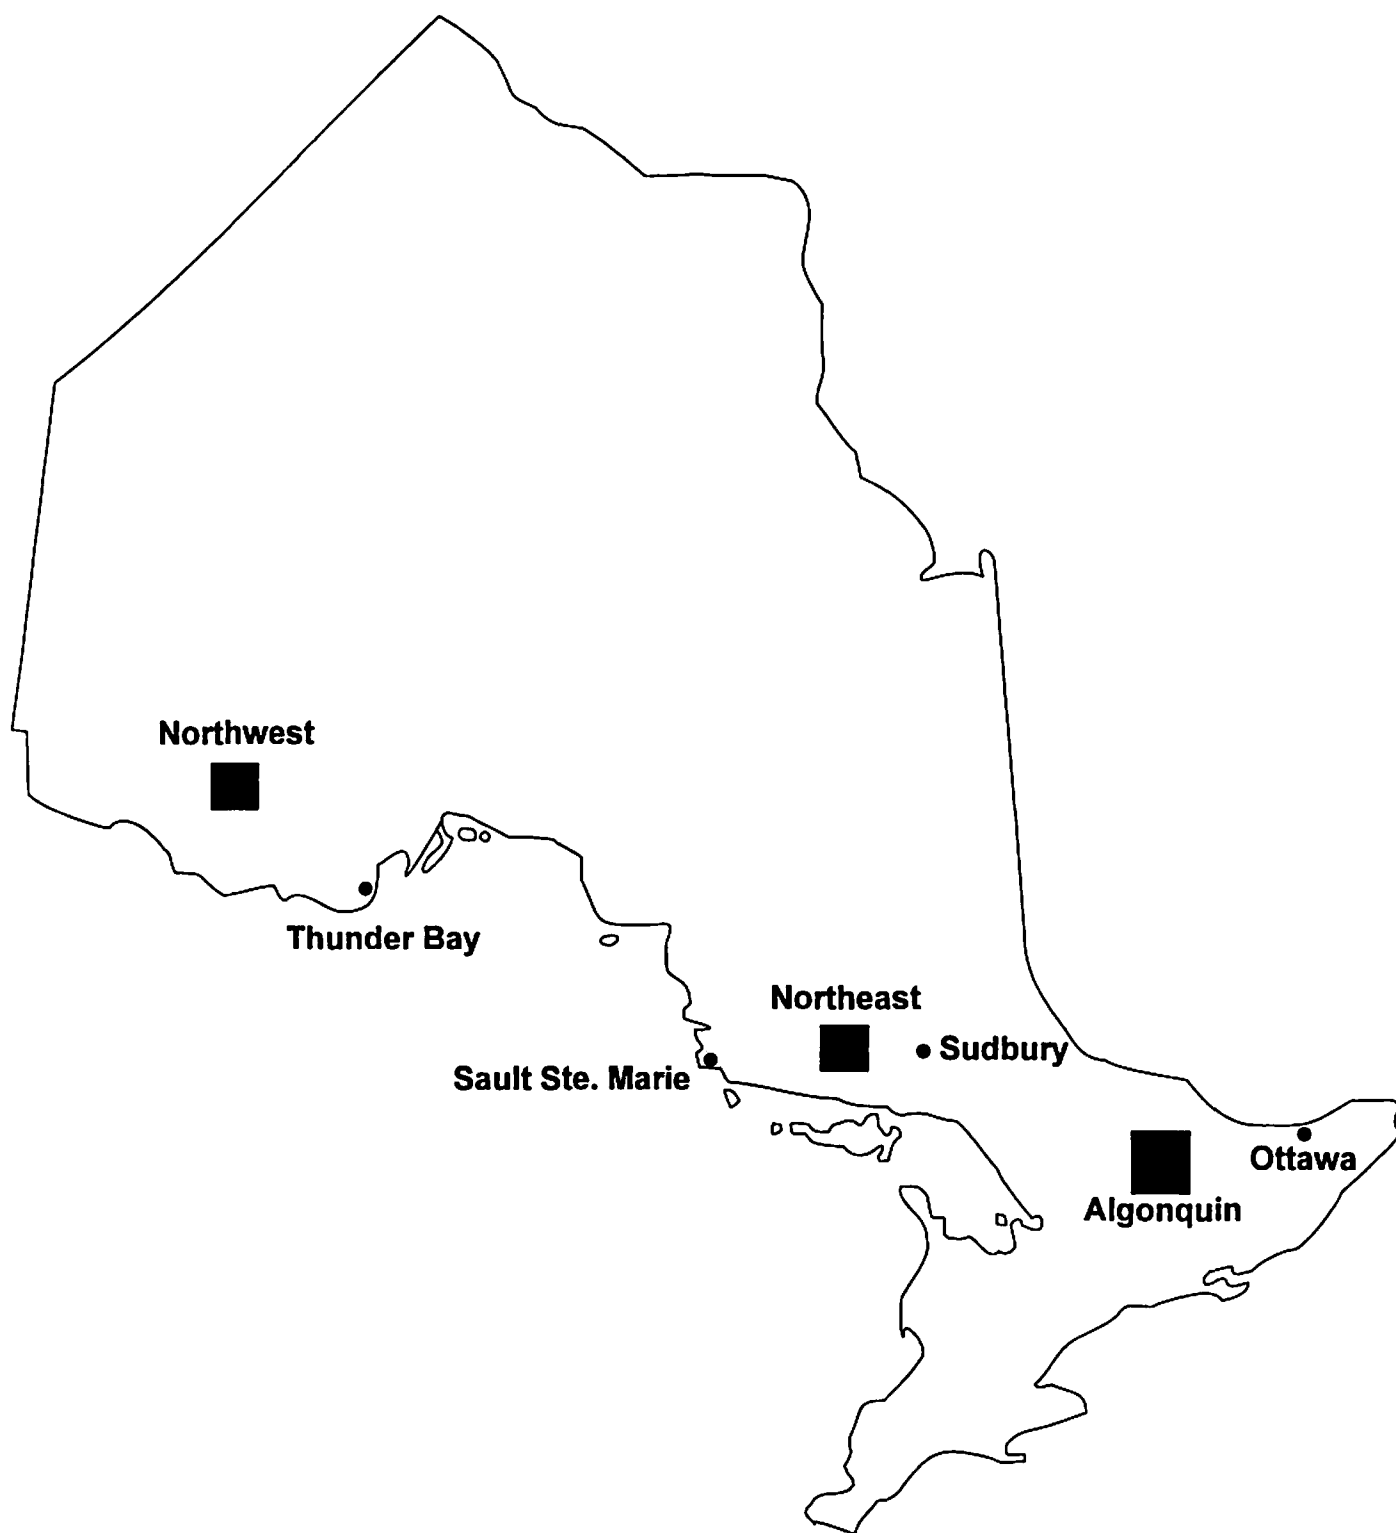 Northwest
Thunder Bay
Northeast
Sudbury
Sault Ste. Marie
Ottawa
Algonquin